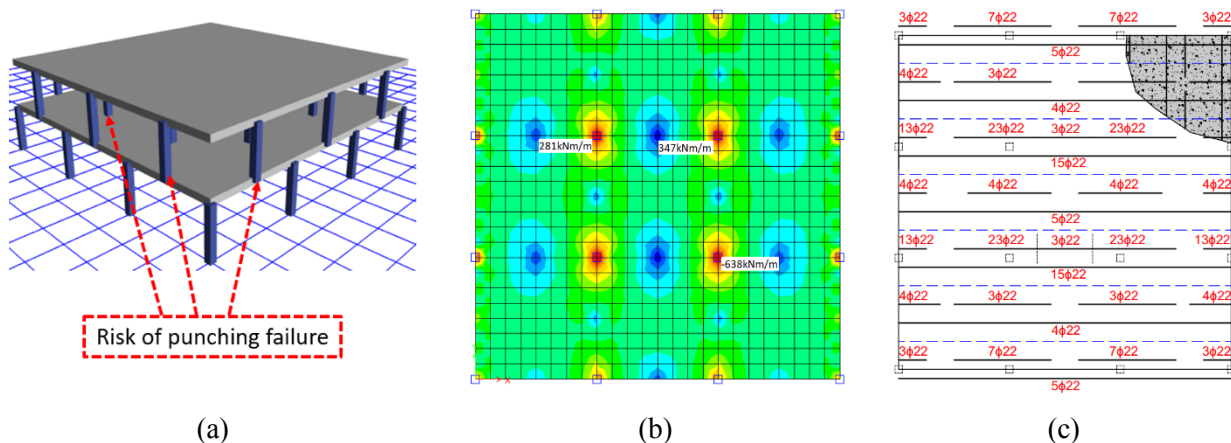 Risk of punching failure
(a)
281kNm/m
347kNm/m
-638kNm/m
x
(b)
3ϕ22 7ϕ22 7ϕ22 3ϕ22
5ϕ22
4ϕ22 3ϕ22
4ϕ22
13ϕ22 23ϕ22 3ϕ22 23ϕ22
15ϕ22
4ϕ22 4ϕ22 4ϕ22 4ϕ22
5ϕ22
13ϕ22 23ϕ22 3ϕ22 23ϕ22 13ϕ22
15ϕ22
4ϕ22 3ϕ22 3ϕ22 4ϕ22
4ϕ22
3ϕ22 7ϕ22 7ϕ22 3ϕ22
5ϕ22
(c)